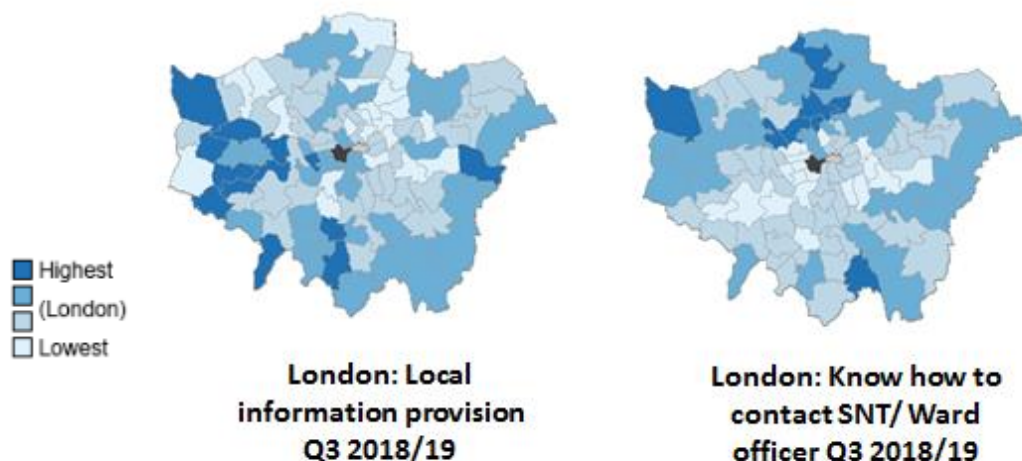 Highest
(London)
Lowest
London: Local
information provision
Q3 2018/19
London: Know how to
contact SNT/ Ward
officer Q3 2018/19